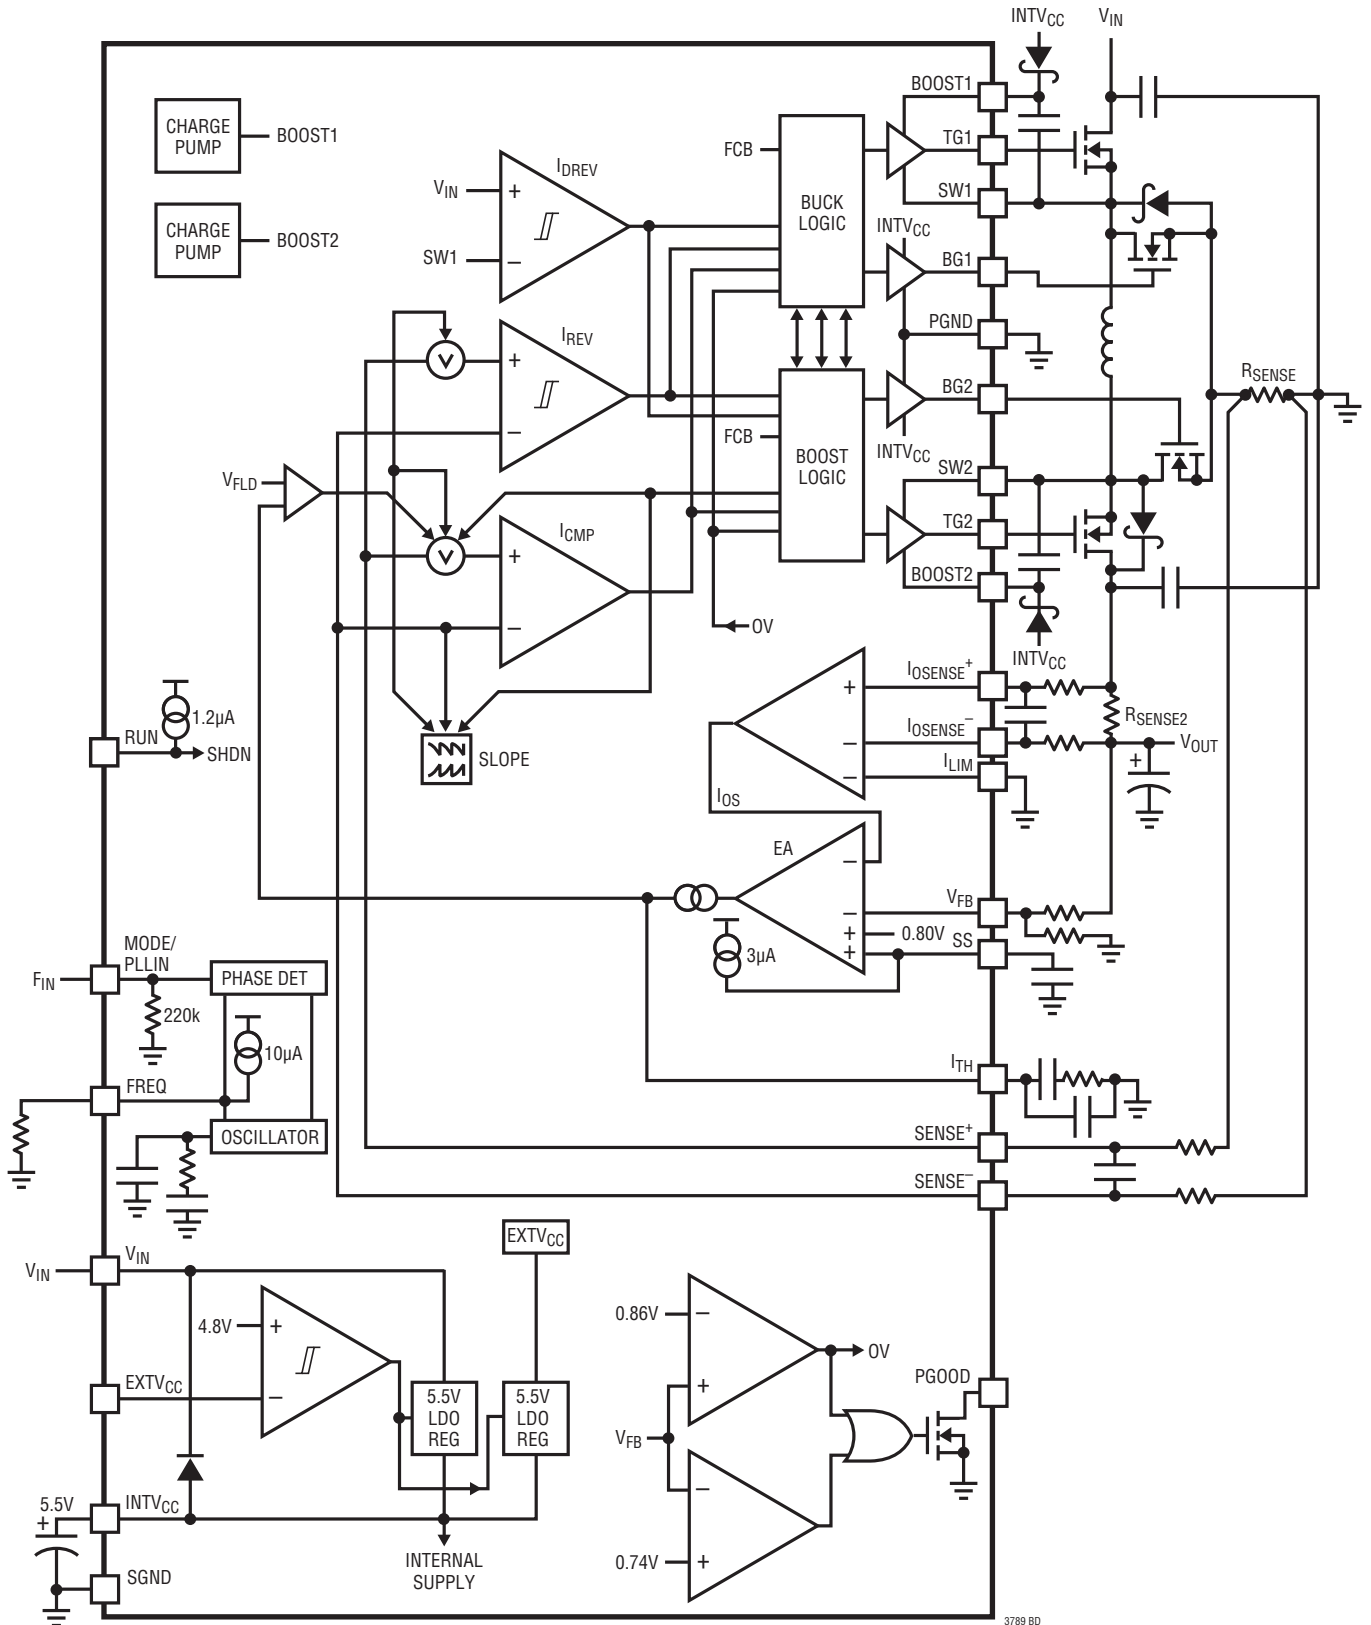 INTVCC
VIN
BOOST1
CHARGE
PUMP
BOOST1
FCB
TG1
IDREV
VIN
+
SW1
BUCK
LOGIC
CHARGE
PUMP
BOOST2
INTVCC
SW1
−
BG1
IREV
PGND
+
V
BG2
RSENSE
FCB
−
INTVCC
BOOST
LOGIC
SW2
VFLD
ICMP
TG2
V
+
BOOST2
−
OV
INTVCC
IOSENSE+
+
1.2µA
RSENSE2
RUN
IOSENSE−
−
VOUT
SHDN
SLOPE
ILIM
−
+
IOS
EA
−
VFB
−
+
0.80V
SS
+
3µA
MODE/
PLLIN
FIN
PHASE DET
220k
10µA
ITH
FREQ
OSCILLATOR
SENSE+
SENSE−
EXTVCC
VIN
VIN
0.86V
−
4.8V
+
OV
PGOOD
EXTVCC
−
5.5V
LDO
REG
5.5V
LDO
REG
+
VFB
−
5.5V
+
INTVCC
INTERNAL
SUPPLY
0.74V
+
SGND
3789 BD